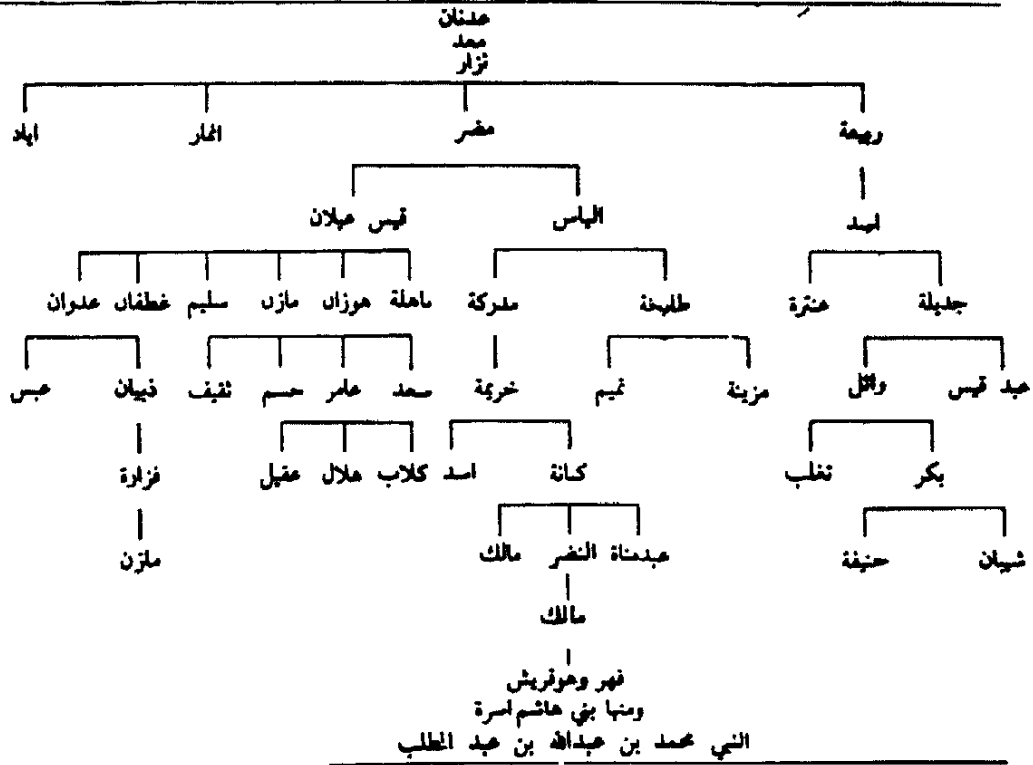 عدنان
معد
نزار
ربيعة مضر انمار اياد
اسد الياس قيس عيلان
جديلة عنترة طابخة مدركة باهلة هوزان مازن سليم غطفان عدوان
عبد قيس وائل مزينة تميم خزيمة سعد عامر جسم ثقيف ذبيان عبس
بكر تغلب كنانة اسد كلاب هلال عقيل فزارة
شيبان حنيفة عبدمناة النضر مالك مازن
مالك
فهر وهوقريش
ومنها بني هاشم اسرة
النبي محمد بن عبدالله بن عبد المطلب